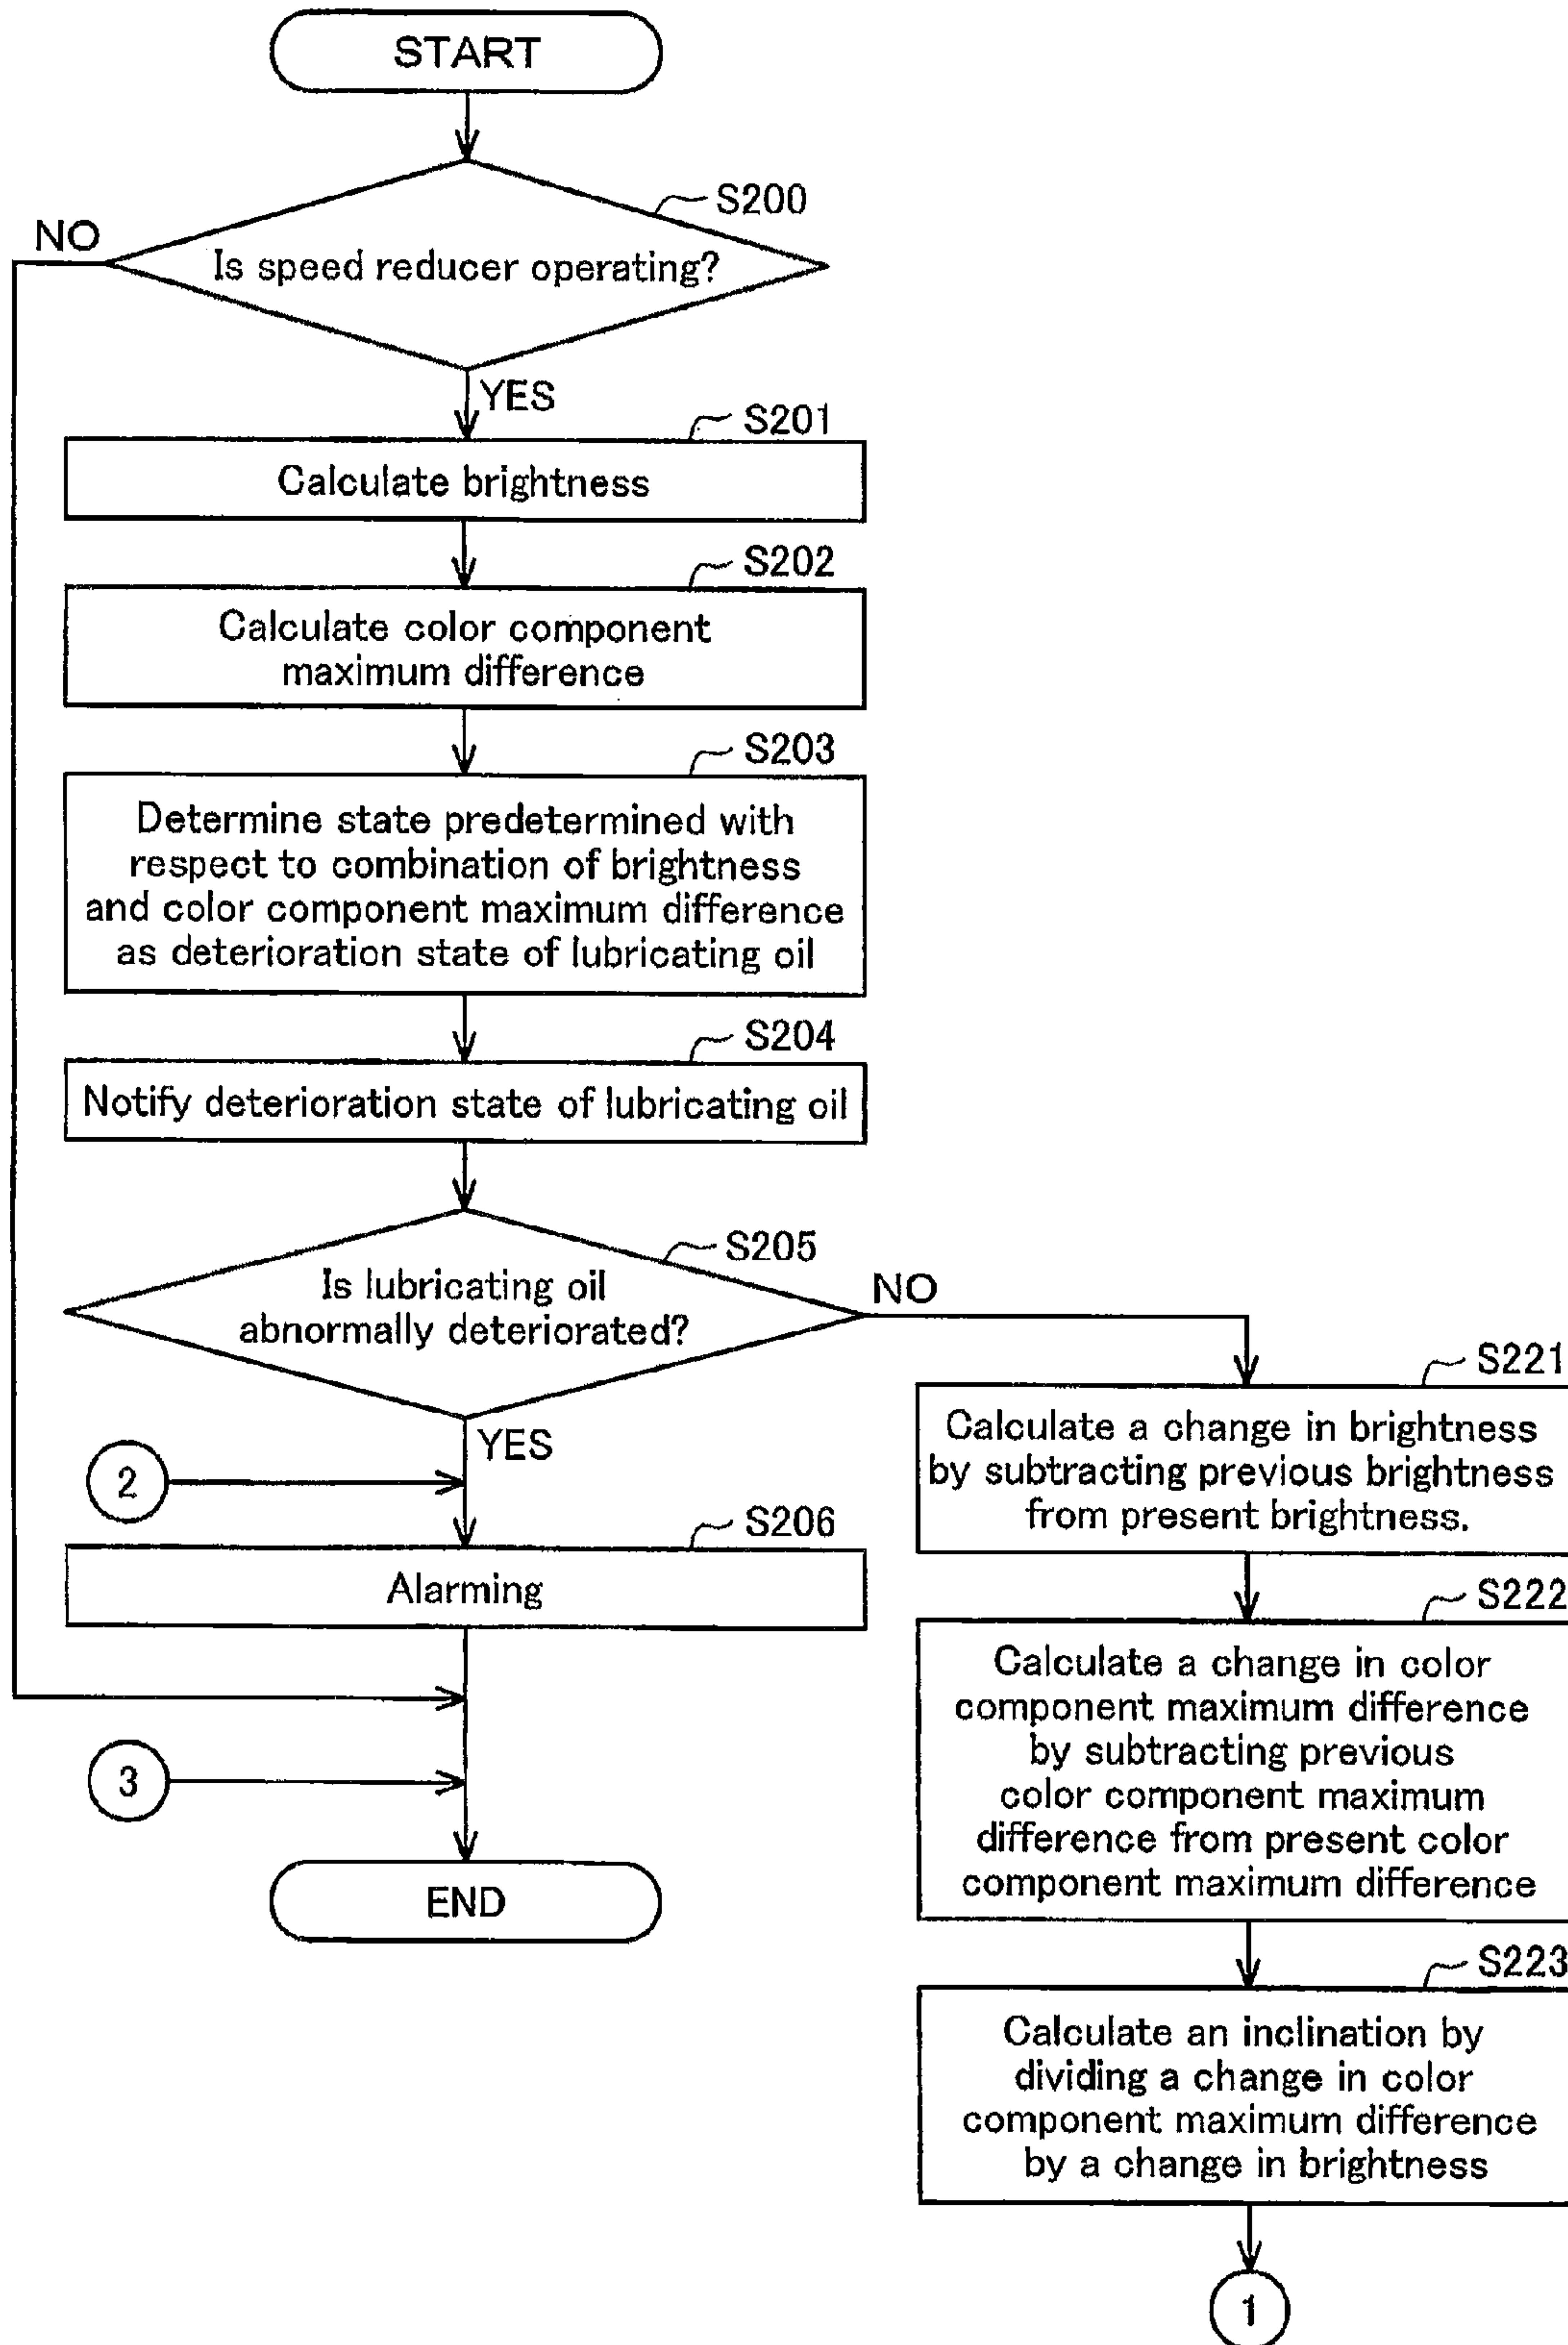 START
S200
NO
Is speed reducer operating?
YES
S201
Calculate brightness
S202
Calculate color component
maximum difference
S203
Determine state predetermined with
respect to combination of brightness
and color component maximum difference
as deterioration state of lubricating oil
S204
Notify deterioration state of lubricating oil
S205
Is lubricating oil
abnormally deteriorated?
NO
YES
2
S206
Alarming
3
END
S221
Calculate a change in brightness
by subtracting previous brightness
from present brightness.
S222
Calculate a change in color
component maximum difference
by subtracting previous
color component maximum
difference from present color
component maximum difference
S223
Calculate an inclination by
dividing a change in color
component maximum difference
by a change in brightness
1